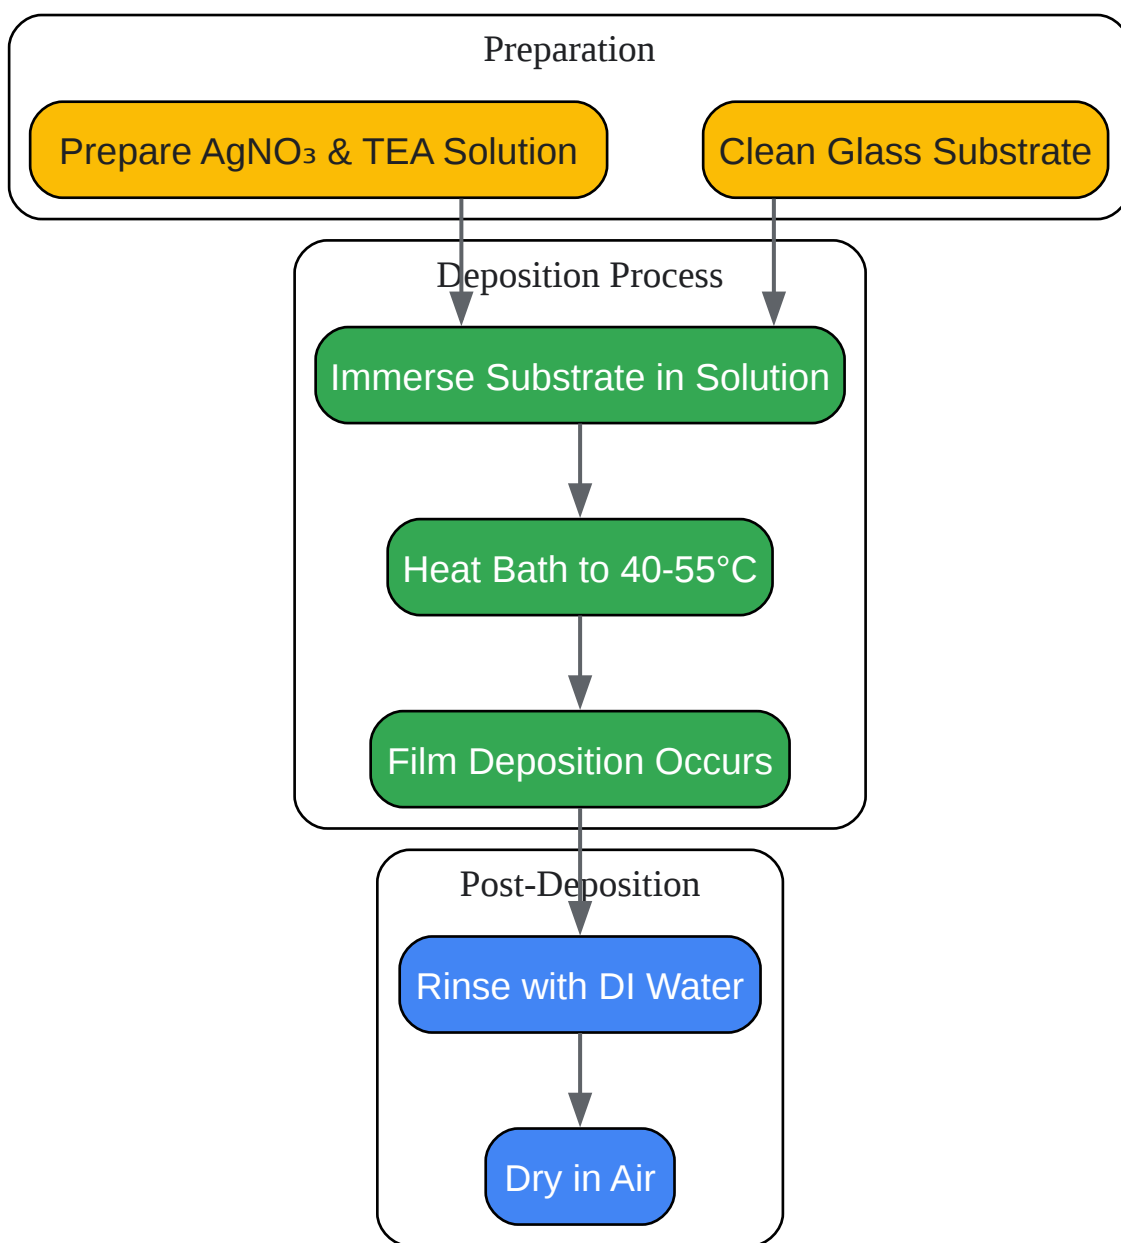 Preparation
Prepare AgNO₃ & TEA Solution
Clean Glass Substrate
Deposition Process
Immerse Substrate in Solution
Heat Bath to 40-55°C
Film Deposition Occurs
Post-Deposition
Rinse with DI Water
Dry in Air